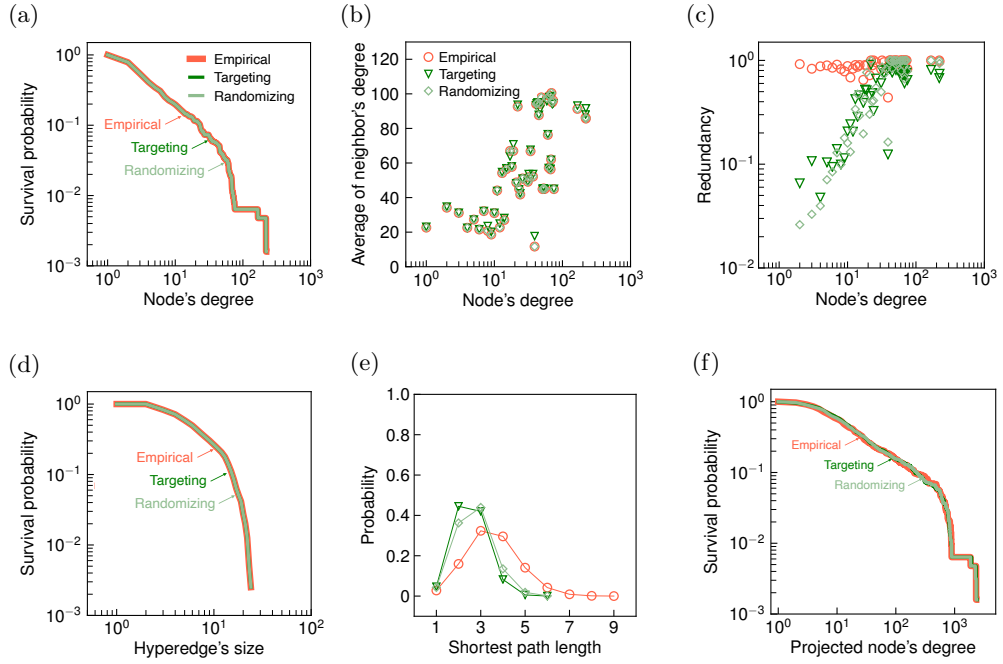 (a)
Survival probability
10^0
10^-1
10^-2
10^-3
10^0
10^1
10^2
10^3
Node's degree
Empirical
Targeting
Randomizing
Empirical
Targeting
Randomizing
(b)
Average of neighbor's degree
120
100
80
60
40
20
0
10^0
10^1
10^2
10^3
Node's degree
Empirical
Targeting
Randomizing
(c)
Redundancy
10^0
10^-1
10^-2
10^0
10^1
10^2
10^3
Node's degree
(d)
Survival probability
10^0
10^-1
10^-2
10^-3
10^0
10^1
10^2
Hyperedge's size
Empirical
Targeting
Randomizing
(e)
Probability
1.0
0.8
0.6
0.4
0.2
0
1
3
5
7
9
Shortest path length
(f)
Survival probability
10^0
10^-1
10^-2
10^-3
10^0
10^1
10^2
10^3
Projected node's degree
Empirical
Targeting
Randomizing